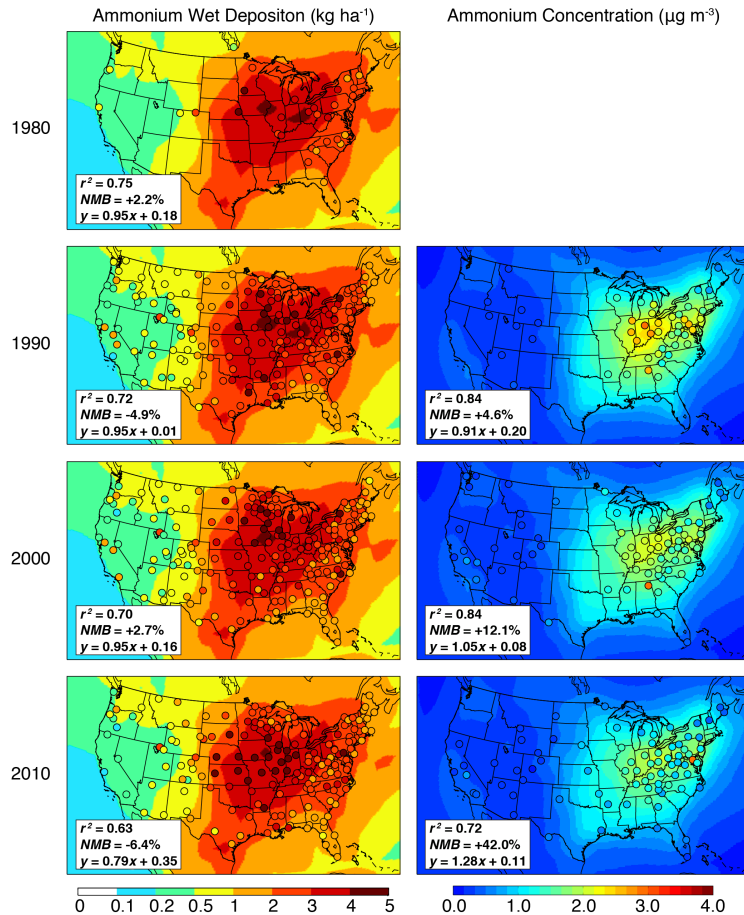 Ammonium Wet Depositon (kg ha⁻¹)
Ammonium Concentration (μg m⁻³)
1980
r² = 0.75
NMB = +2.2%
y = 0.95x + 0.18
1990
r² = 0.72
NMB = -4.9%
y = 0.95x + 0.01
r² = 0.84
NMB = +4.6%
y = 0.91x + 0.20
2000
r² = 0.70
NMB = +2.7%
y = 0.95x + 0.16
r² = 0.84
NMB = +12.1%
y = 1.05x + 0.08
2010
r² = 0.63
NMB = -6.4%
y = 0.79x + 0.35
r² = 0.72
NMB = +42.0%
y = 1.28x + 0.11
0 0.1 0.2 0.5 1 2 3 4 5
0.0 1.0 2.0 3.0 4.0